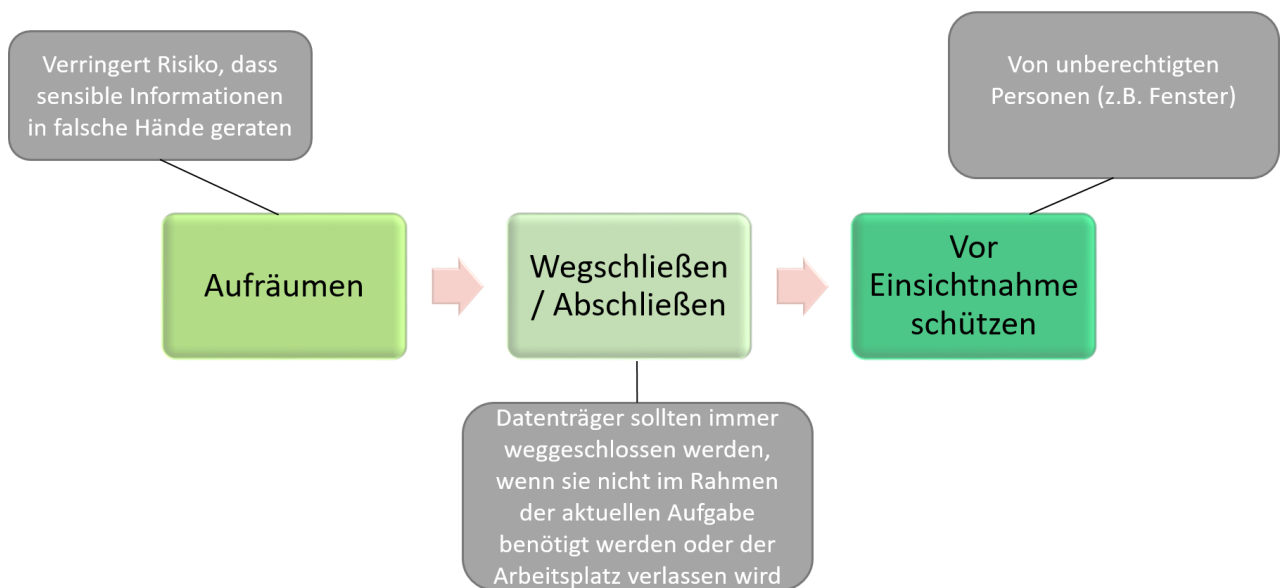 Verringert Risiko, dass
sensible Informationen
in falsche Hände geraten
Von unberechtigten
Personen (z.B. Fenster)
Aufräumen
Wegschließen
/ Abschließen
Vor
Einsichtnahme
schützen
Datenträger sollten immer
weggeschlossen werden,
wenn sie nicht im Rahmen
der aktuellen Aufgabe
benötigt werden oder der
Arbeitsplatz verlassen wird